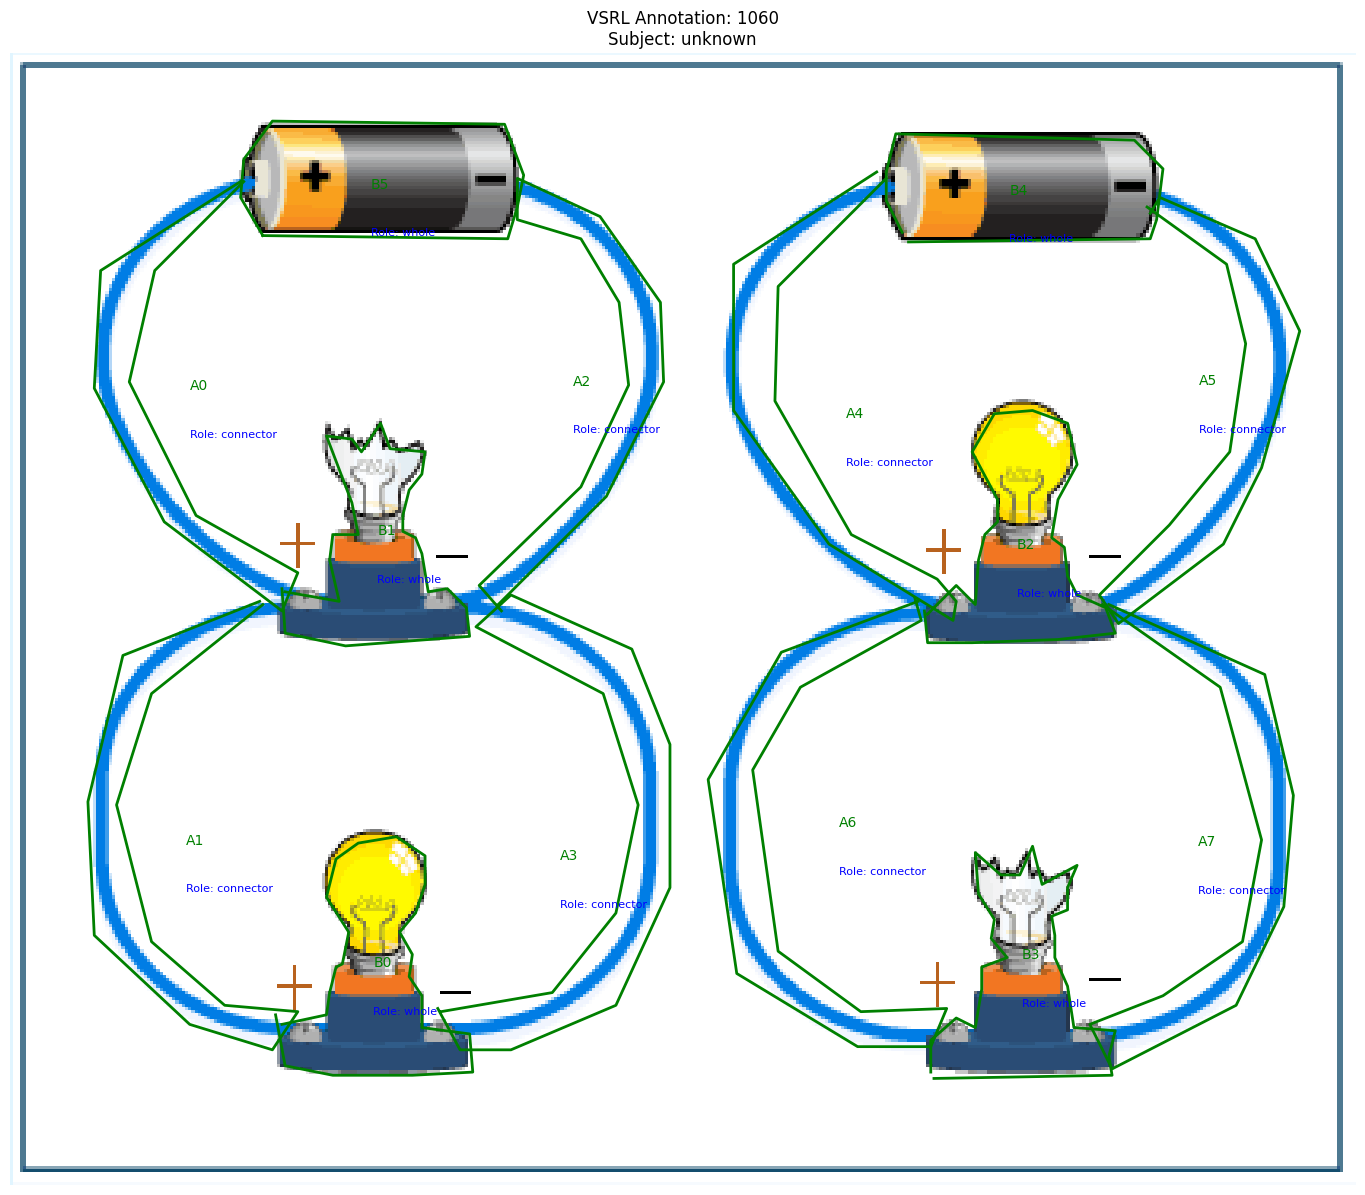 VSRL Annotation: 1060
Subject: unknown
+
−
B5
Role: whole
+
−
B4
Role: whole
A0
Role: connector
A2
Role: connector
A4
Role: connector
A5
Role: connector
+
B1
−
Role: whole
+
B2
−
Role: whole
A1
Role: connector
A3
Role: connector
A6
Role: connector
A7
Role: connector
+
B0
−
Role: whole
+
B3
−
Role: whole